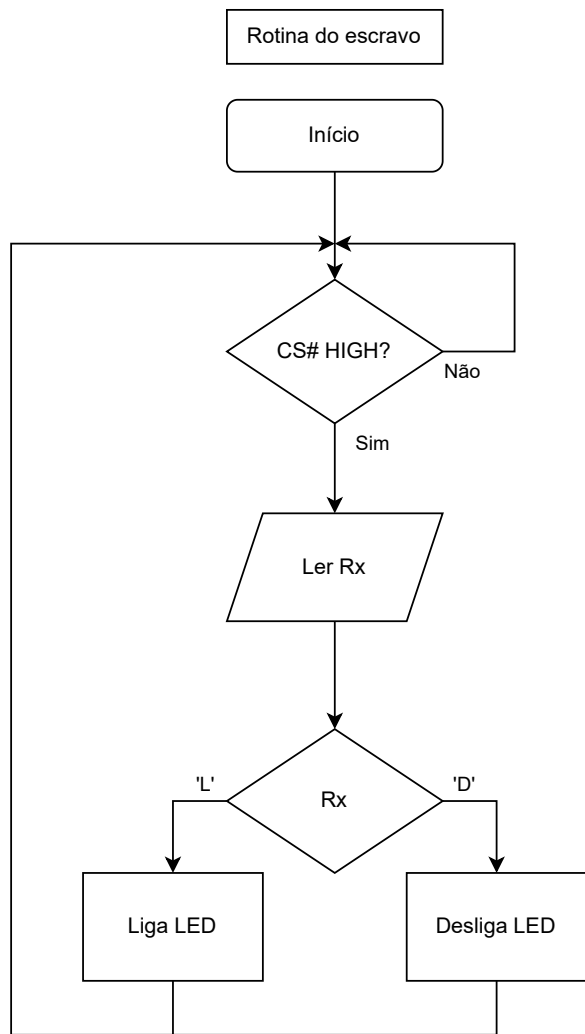 Rotina do escravo
Início
CS# HIGH?
Não
Sim
Ler Rx
'L'
Rx
'D'
Liga LED
Desliga LED